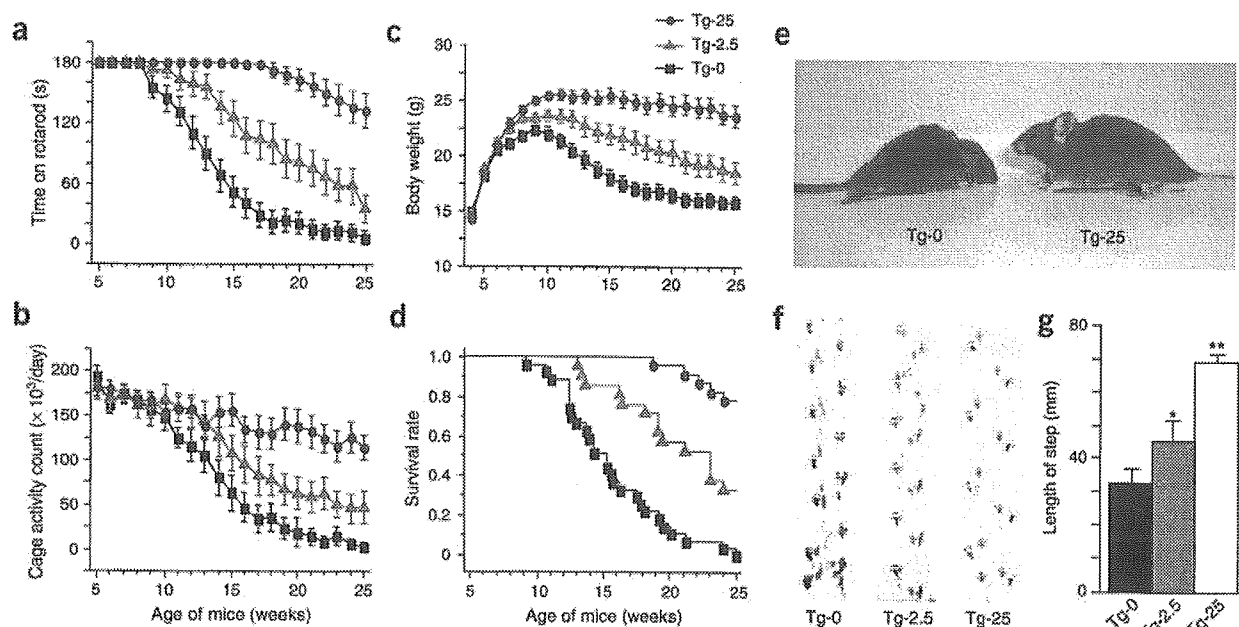 a
Time on rotarod (s)
180
120
60
0
5 10 15 20 25
b
Cage activity count (× 10³/day)
200
150
100
50
0
5 10 15 20 25
Age of mice (weeks)
c
Tg-25
Tg-2.5
Tg-0
Body weight (g)
30
25
20
15
10
5 10 15 20 25
d
Survival rate
1.0
0.8
0.6
0.4
0.2
0
5 10 15 20 25
Age of mice (weeks)
e
Tg-0
Tg-25
f
Tg-0 Tg-2.5 Tg-25
g
Length of step (mm)
80
40
0
*
**
Tg-0
Tg-2.5
Tg-25